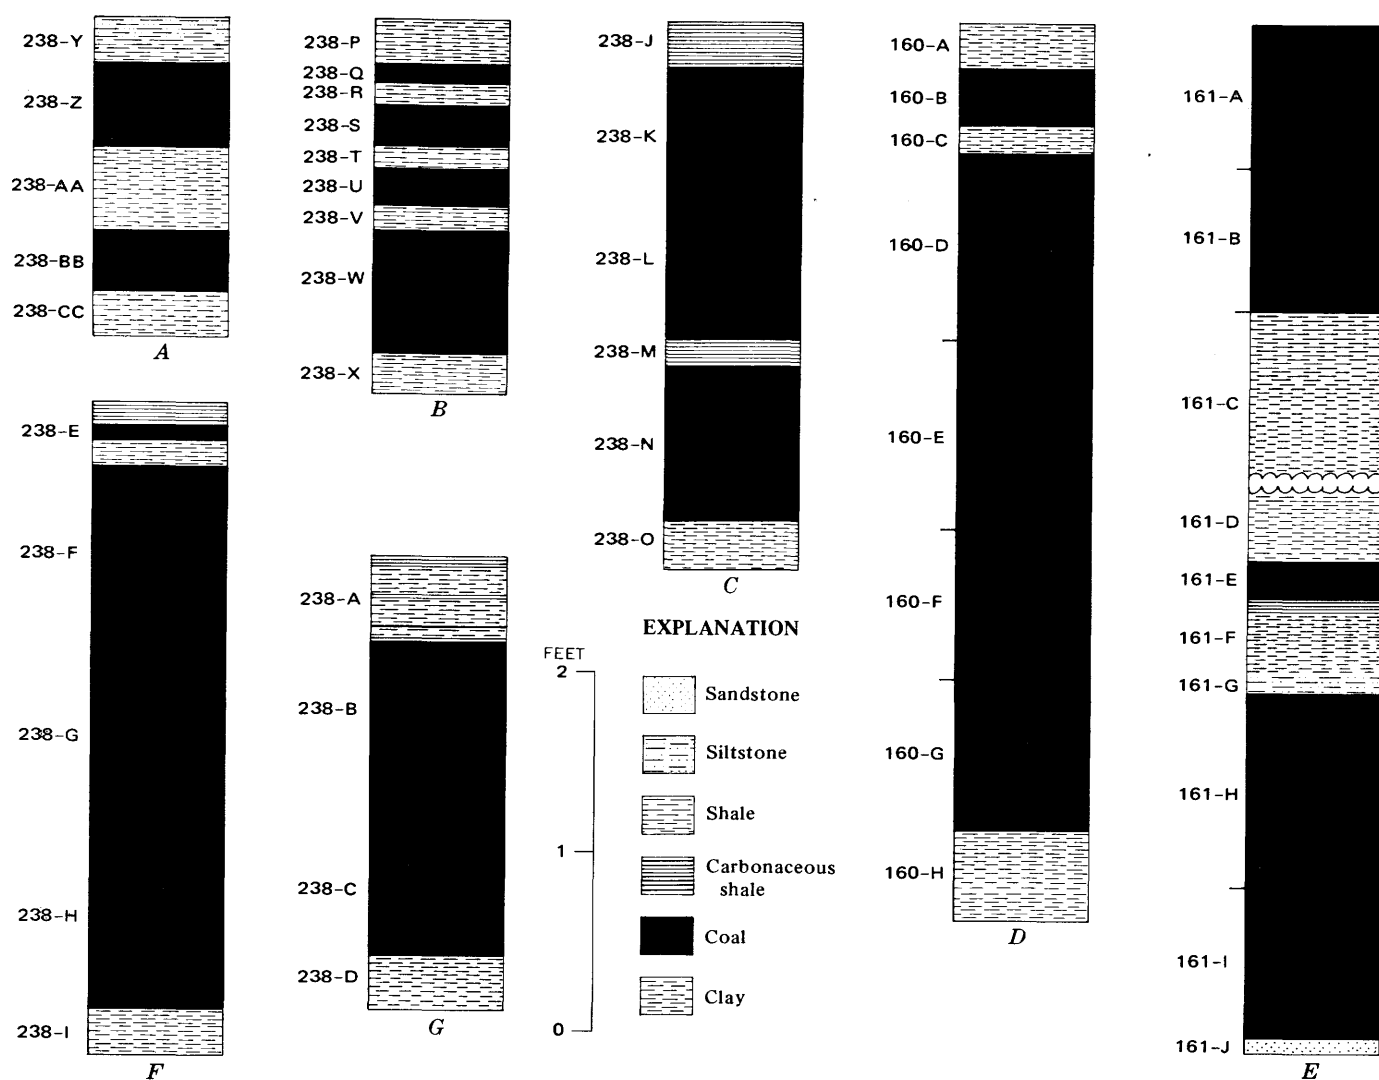 238-Y
238-Z
238-AA
238-BB
238-CC
A
238-P
238-Q
238-R
238-S
238-T
238-U
238-V
238-W
238-X
B
238-J
238-K
238-L
238-M
238-N
238-O
C
160-A
160-B
160-C
160-D
160-E
160-F
160-G
160-H
D
161-A
161-B
161-C
161-D
161-E
161-F
161-G
161-H
161-I
161-J
E
238-E
238-F
238-G
238-H
238-I
F
238-A
238-B
238-C
238-D
G
FEET
2
1
0
EXPLANATION
Sandstone
Siltstone
Shale
Carbonaceous
shale
Coal
Clay